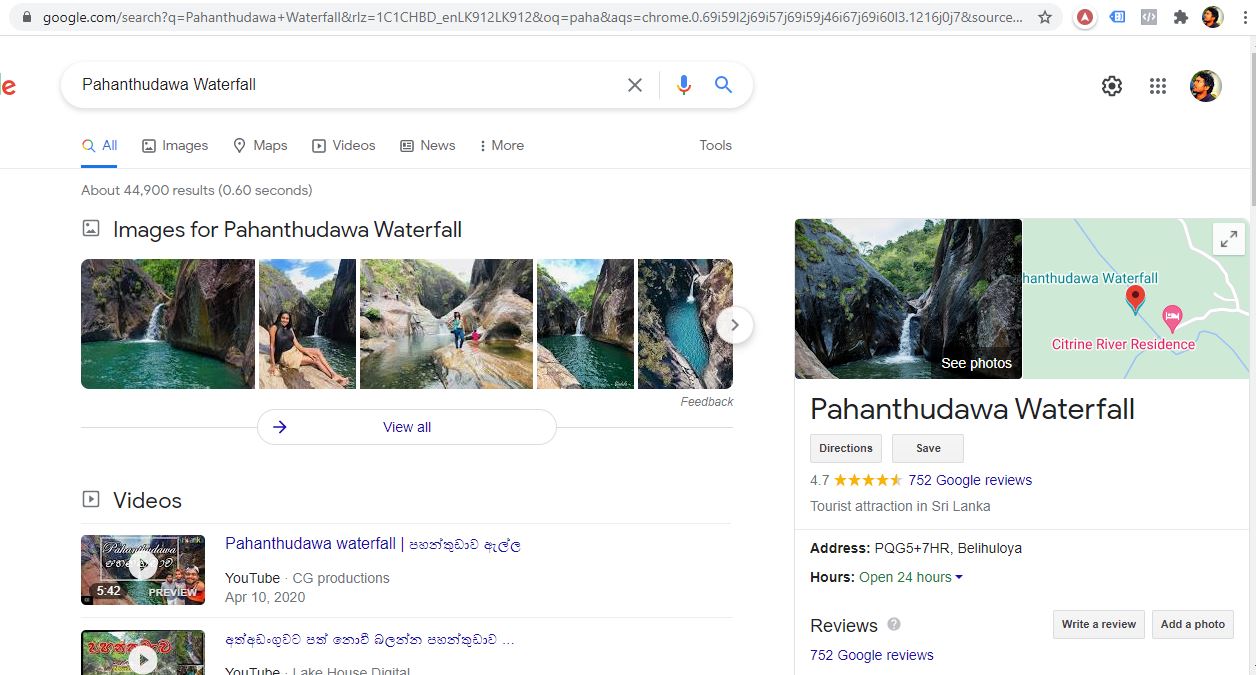 google.com/search?q=Pahanthudawa+Waterfall&rlz=1C1CHBD_enLK912LK912&oq=paha&aqs=chrome.0.69i59l2j69i57j69i59j46i67j69i60l3.1216j0j7&source...
Pahanthudawa Waterfall
All Images Maps Videos News More Tools
About 44,900 results (0.60 seconds)
Images for Pahanthudawa Waterfall
Feedback
View all
Videos
Pahanthudawa
5:42
PREVIEW
Pahanthudawa waterfall | පහන්තුඩාව ඇල්ල
YouTube · CG productions
Apr 10, 2020
අත්අඩංගුවට පත් නොවී බලන්න පහන්තුඩාව ...
YouTube · Lake House Digital
See photos
hanthudawa Waterfall
Citrine River Residence
Pahanthudawa Waterfall
Directions Save
4.7 752 Google reviews
Tourist attraction in Sri Lanka
Address: PQG5+7HR, Belihuloya
Hours: Open 24 hours
Reviews ?
Write a review Add a photo
752 Google reviews